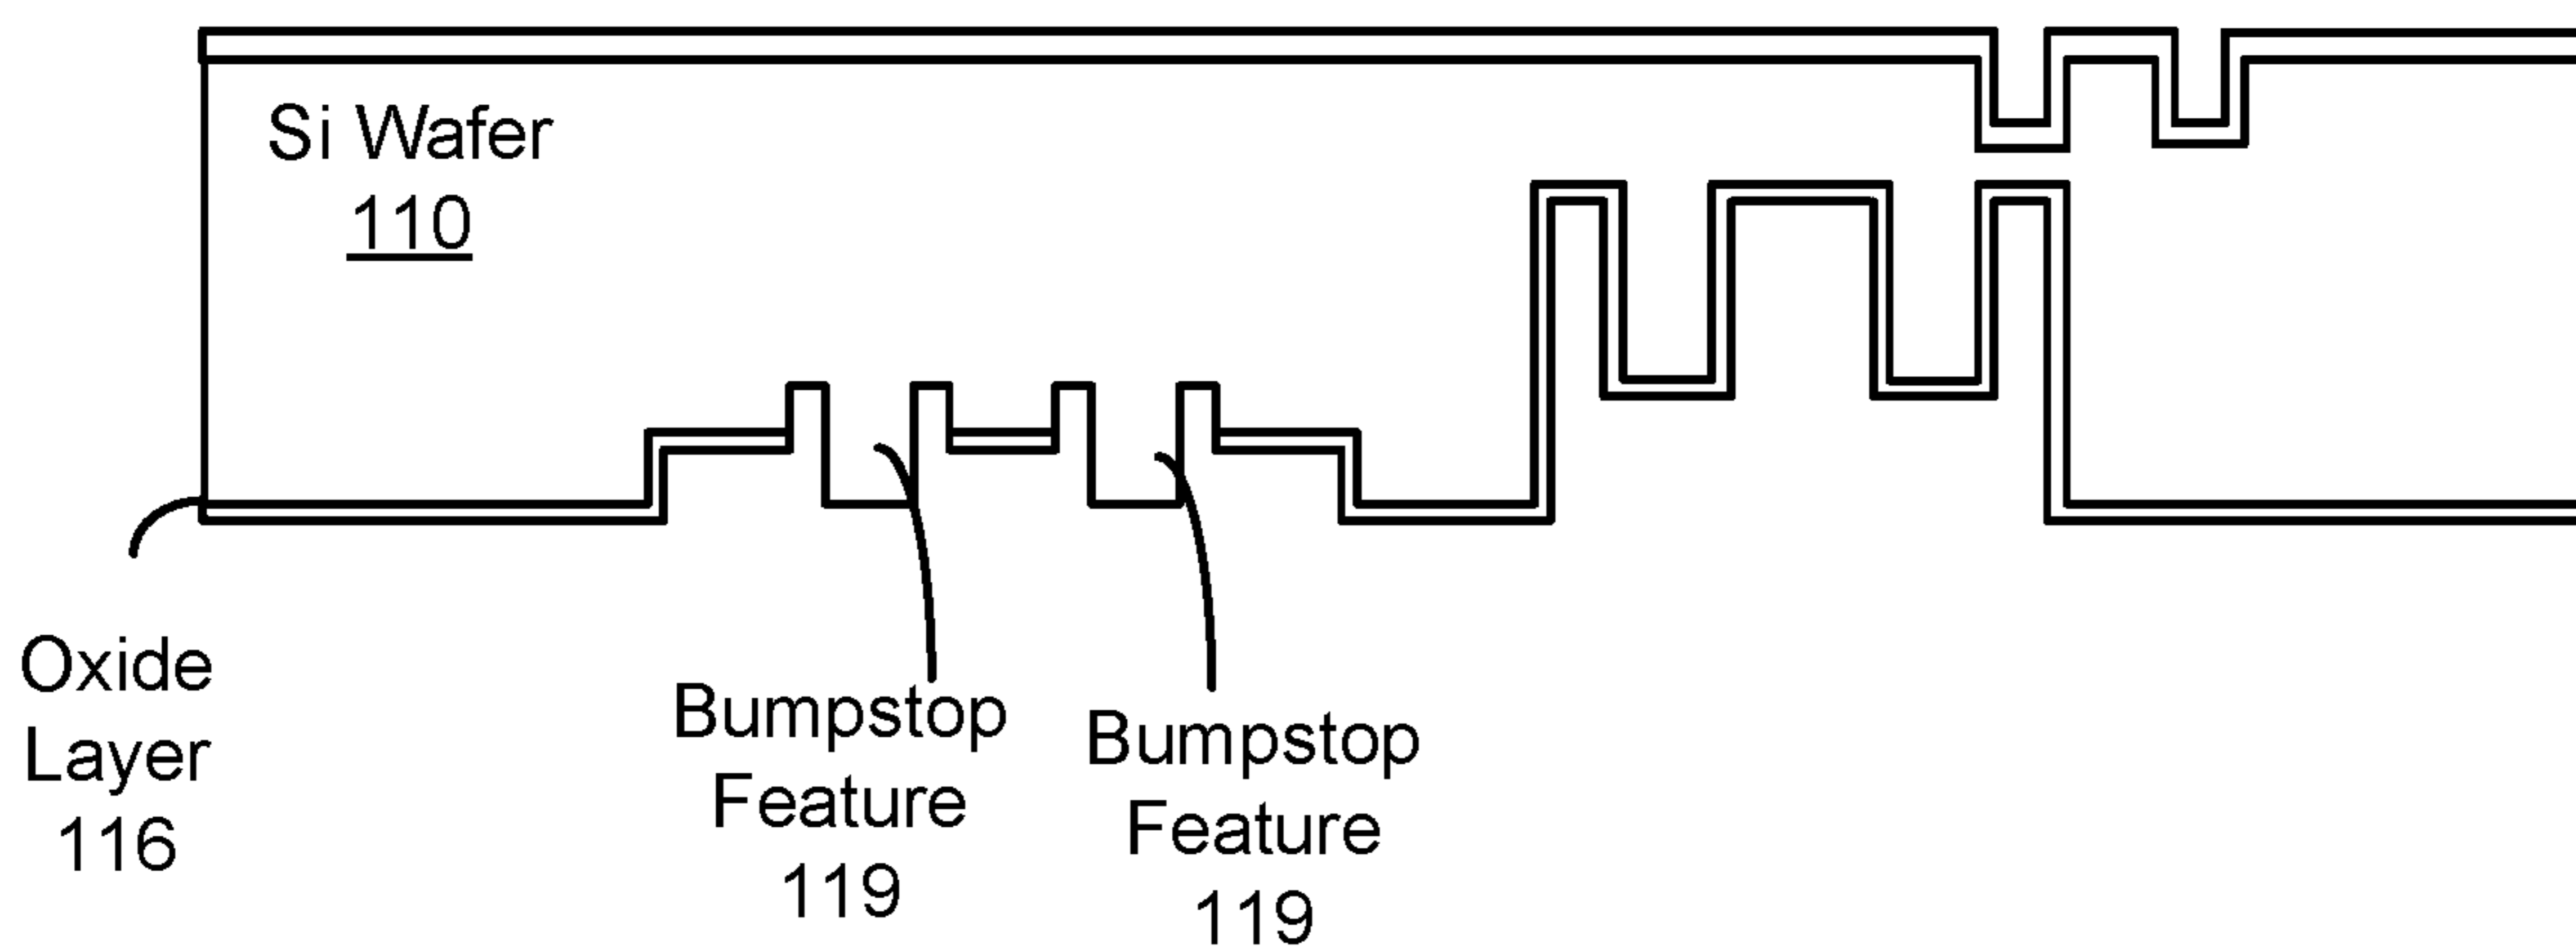 Si Wafer
110
Oxide
Layer
116
Bumpstop
Feature
119
Bumpstop
Feature
119